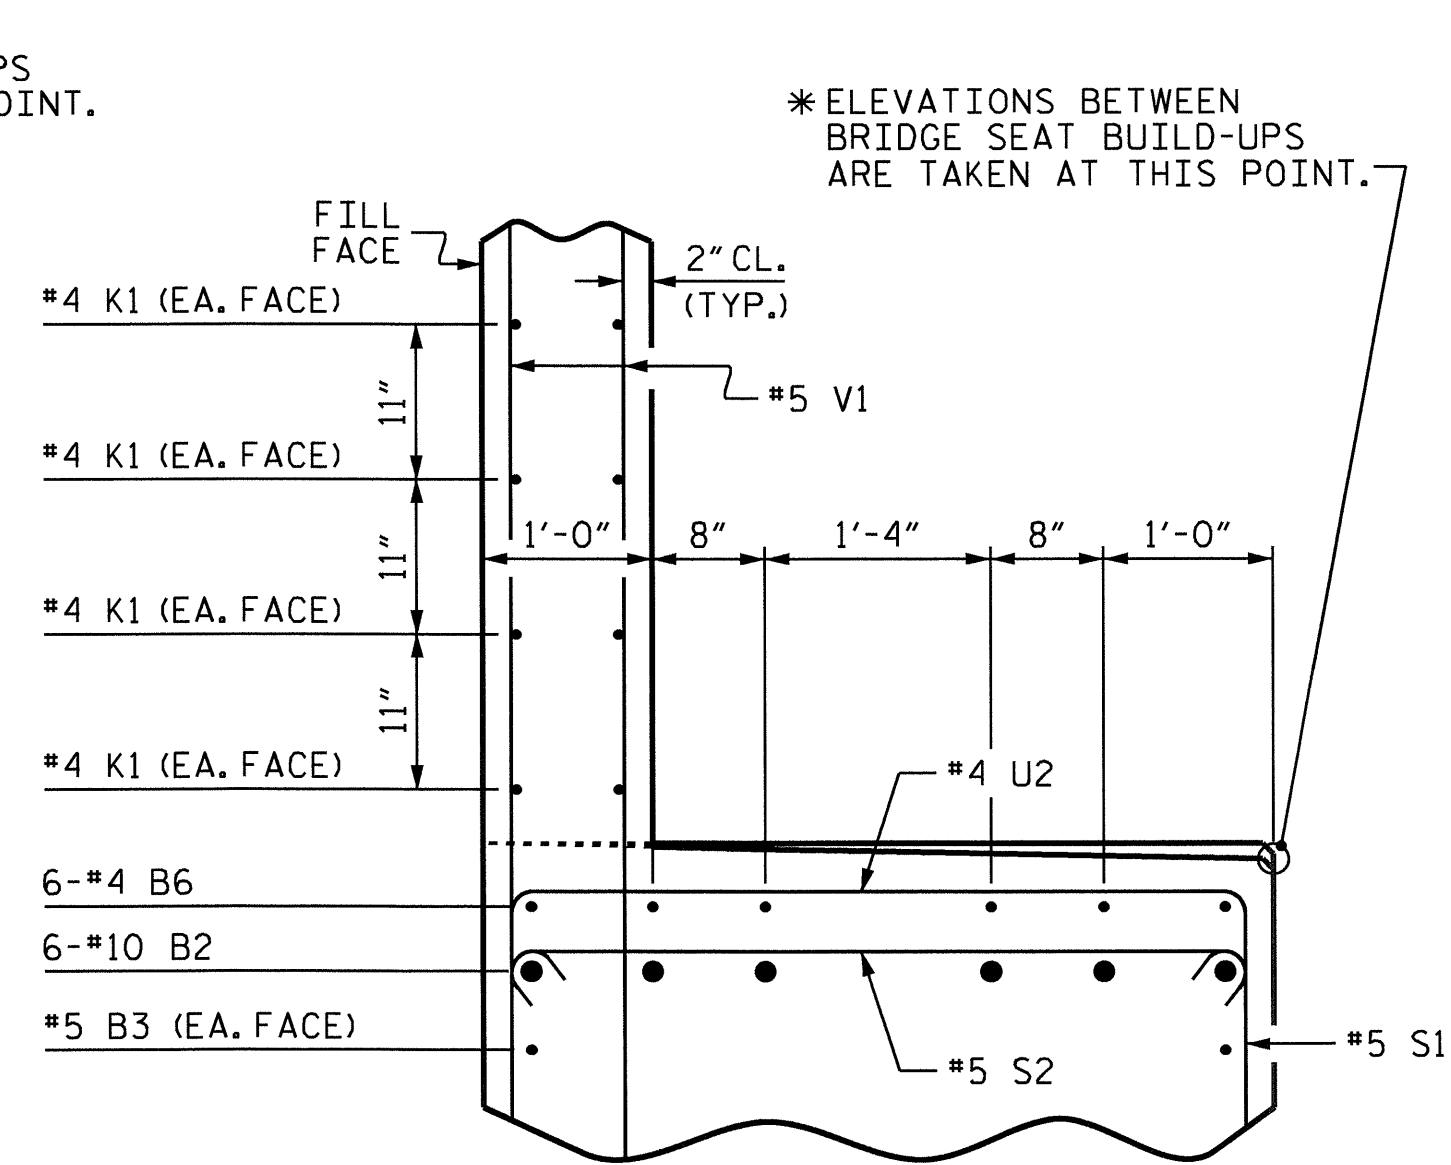 PS
OINT.
* ELEVATIONS BETWEEN
BRIDGE SEAT BUILD-UPS
ARE TAKEN AT THIS POINT.
FILL
FACE
2" CL.
(TYP.)
#4 K1 (EA. FACE)
11"
#5 V1
#4 K1 (EA. FACE)
1'-0" 8" 1'-4" 8" 1'-0"
11"
#4 K1 (EA. FACE)
11"
#4 K1 (EA. FACE)
#4 U2
6-#4 B6
6-#10 B2
#5 B3 (EA. FACE)
#5 S1
#5 S2